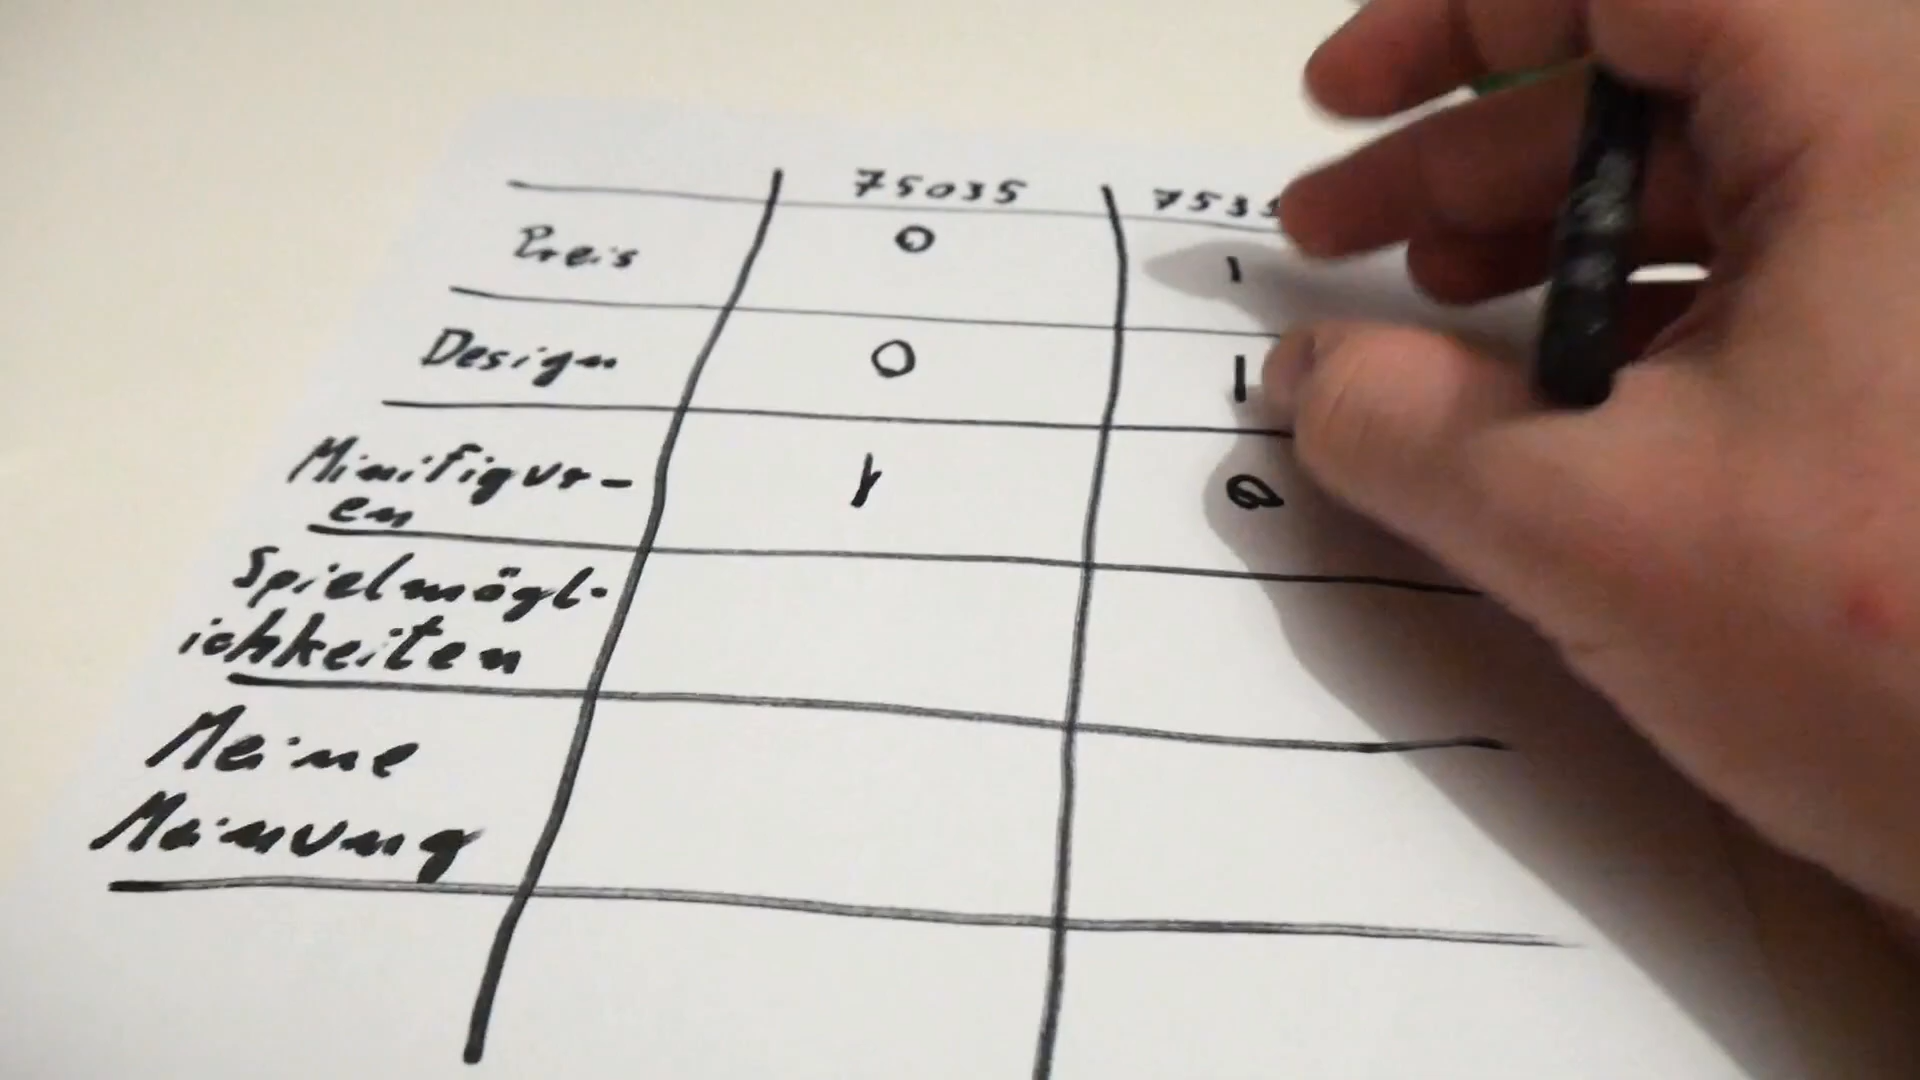 75035
Preis 0 1
Design 0 1
Minifigur-
en 1 0
Spielmögl-
ichkeiten
Meine
Meinung